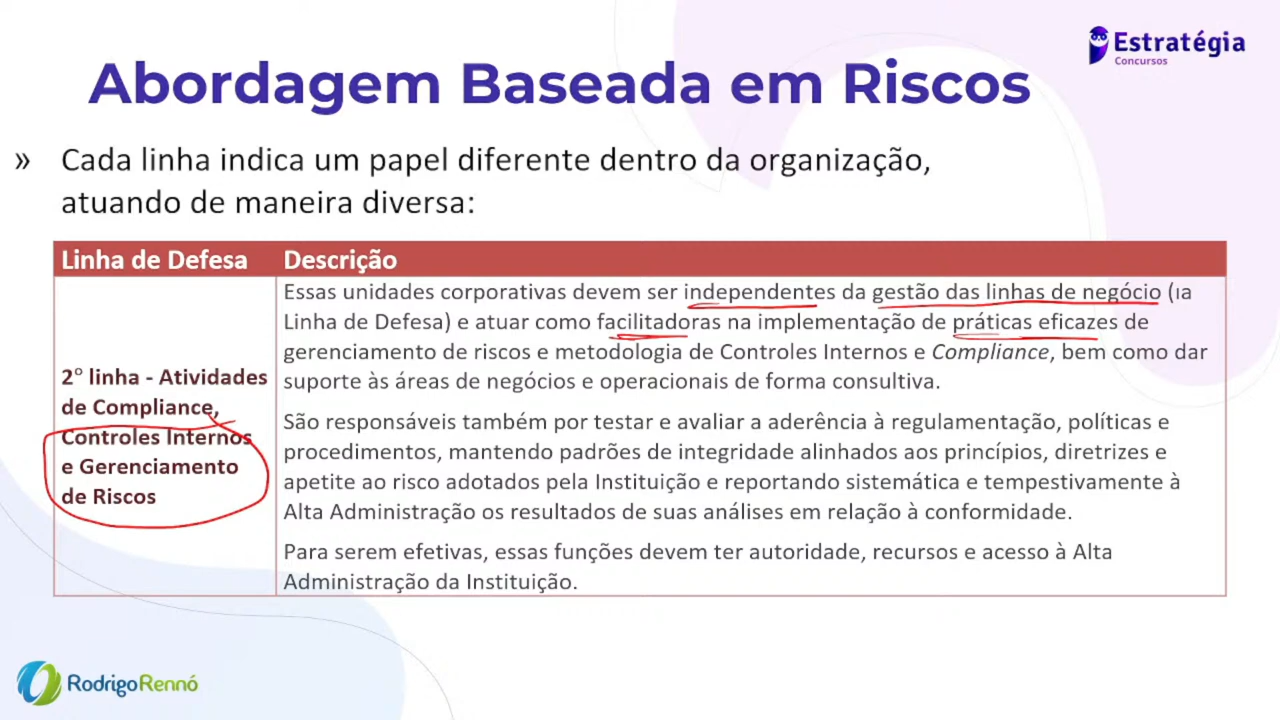 Estratégia
Concursos
Abordagem Baseada em Riscos
» Cada linha indica um papel diferente dentro da organização,
atuando de maneira diversa:
Linha de Defesa
Descrição
2° linha - Atividades
de Compliance,
Controles Internos
e Gerenciamento
de Riscos
Essas unidades corporativas devem ser independentes da gestão das linhas de negócio (1a
Linha de Defesa) e atuar como facilitadoras na implementação de práticas eficazes de
gerenciamento de riscos e metodologia de Controles Internos e Compliance, bem como dar
suporte às áreas de negócios e operacionais de forma consultiva.
São responsáveis também por testar e avaliar a aderência à regulamentação, políticas e
procedimentos, mantendo padrões de integridade alinhados aos princípios, diretrizes e
apetite ao risco adotados pela Instituição e reportando sistemática e tempestivamente à
Alta Administração os resultados de suas análises em relação à conformidade.
Para serem efetivas, essas funções devem ter autoridade, recursos e acesso à Alta
Administração da Instituição.
RodrigoRennó